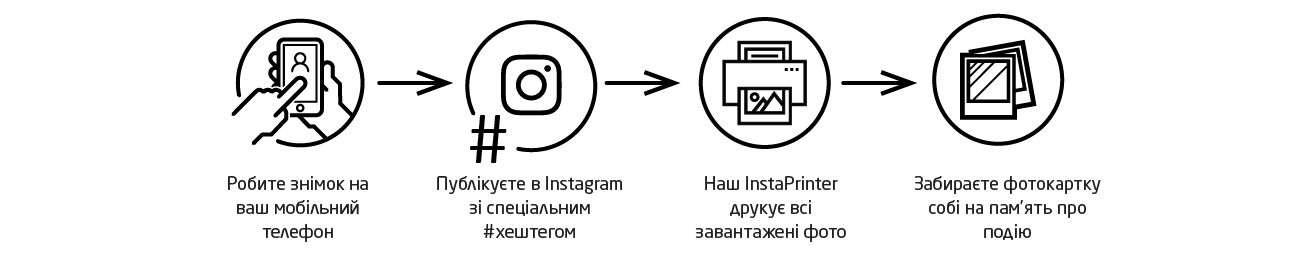 #
Робите знімок на
ваш мобільний
телефон
Публікуєте в Instagram
зі спеціальним
#хештегом
Наш InstaPrinter
друкує всі
завантажені фото
Забираєте фотокартку
собі на пам'ять про
подію